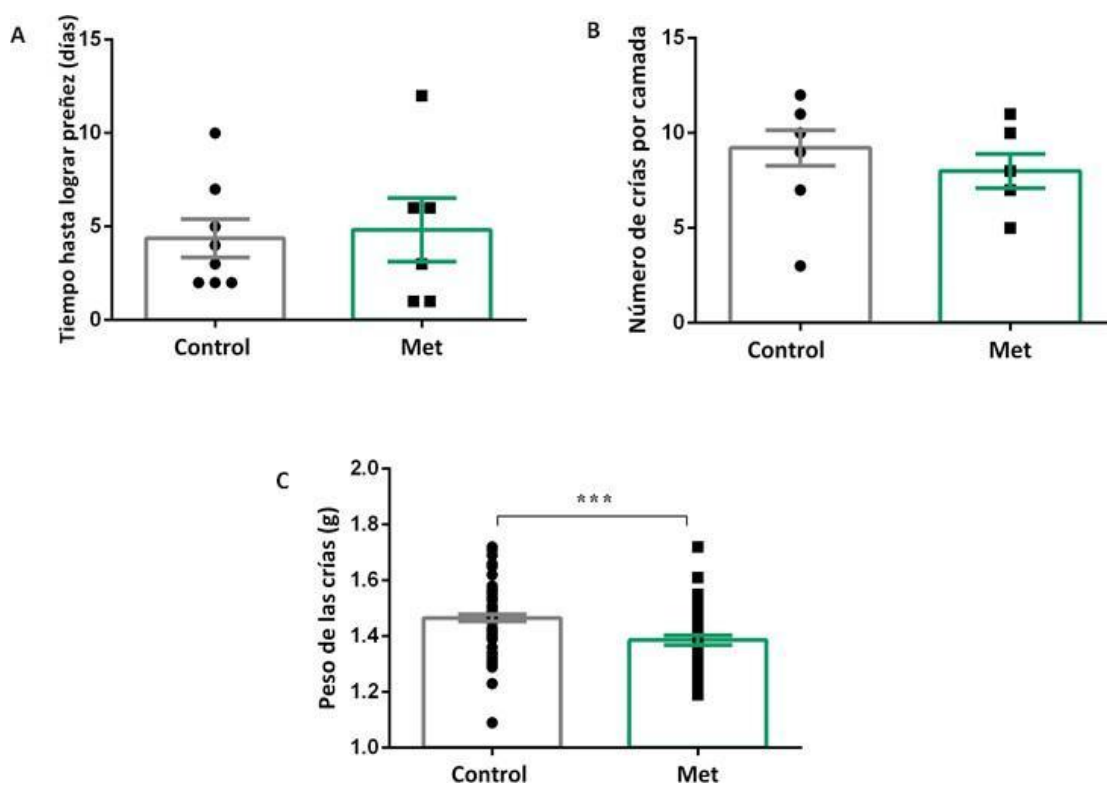 A
Tiempo hasta lograr preñez (días)
15
10
5
0
Control
Met
B
Número de crías por camada
15
10
5
0
Control
Met
C
Peso de las crías (g)
2.0
1.8
1.6
1.4
1.2
1.0
***
Control
Met